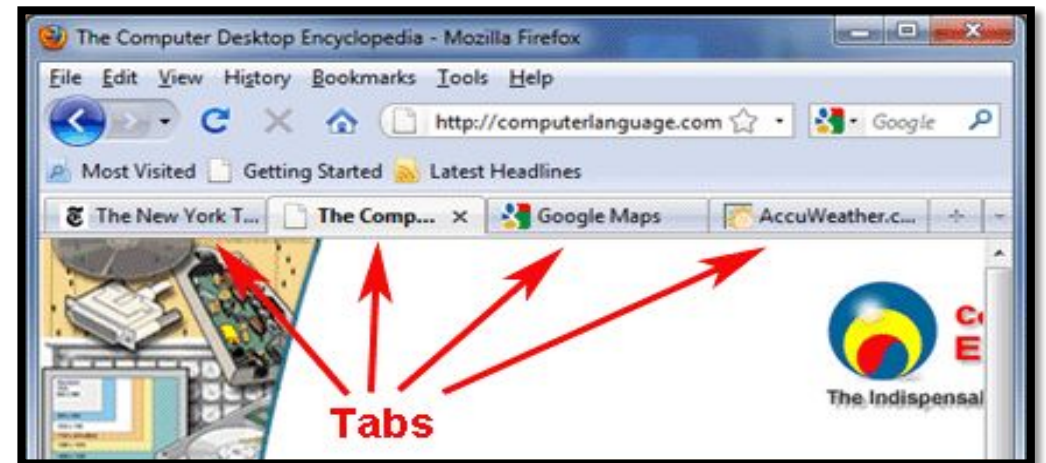 The Computer Desktop Encyclopedia - Mozilla Firefox
File Edit View History Bookmarks Tools Help
http://computerlanguage.com Google
Most Visited Getting Started Latest Headlines
The New York T... The Comp... Google Maps AccuWeather.c...
Co
E
The Indispensal
Tabs